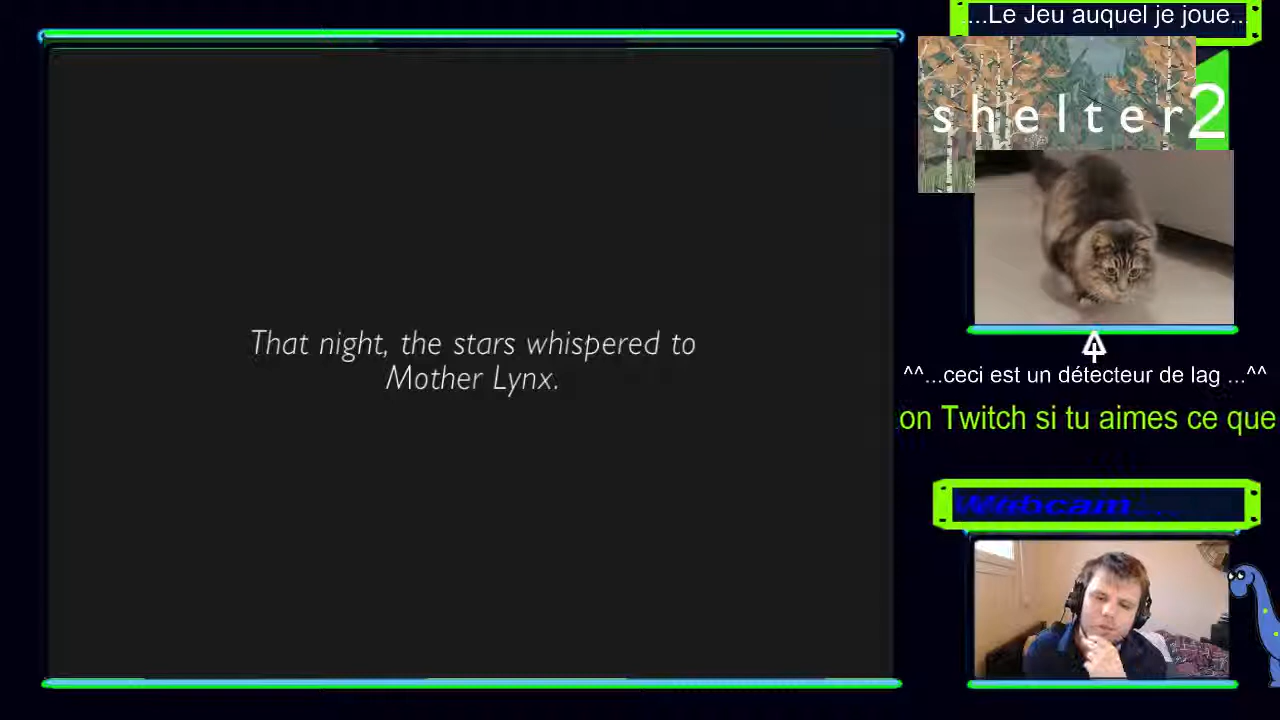 ....Le Jeu auquel je joue...
shelter2
That night, the stars whispered to
Mother Lynx.
^^...ceci est un détecteur de lag ...^^
on Twitch si tu aimes ce que
Webcam...